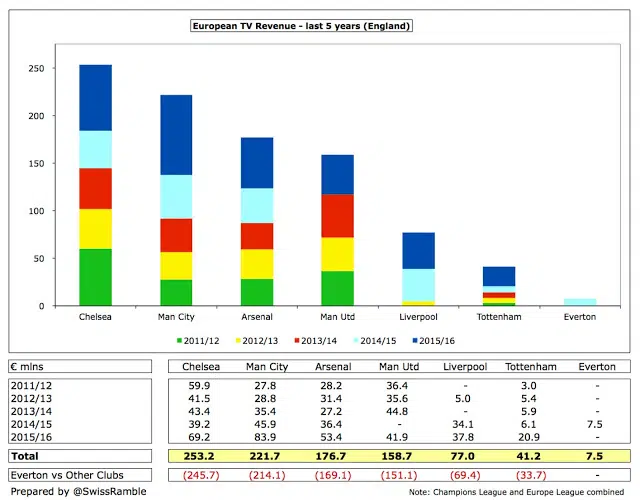 European TV Revenue - last 5 years (England)
250
200
150
100
50
0
Chelsea Man City Arsenal Man Utd Liverpool Tottenham Everton
2011/12 2012/13 2013/14 2014/15 2015/16
€ mlns Chelsea Man City Arsenal Man Utd Liverpool Tottenham Everton
2011/12 59.9 27.8 28.2 36.4 - 3.0 -
2012/13 41.5 28.8 31.4 35.6 5.0 5.4 -
2013/14 43.4 35.4 27.2 44.8 - 5.9 -
2014/15 39.2 45.9 36.4 - 34.1 6.1 7.5
2015/16 69.2 83.9 53.4 41.9 37.8 20.9 -
Total 253.2 221.7 176.7 158.7 77.0 41.2 7.5
Everton vs Other Clubs (245.7) (214.1) (169.1) (151.1) (69.4) (33.7) -
Prepared by @SwissRamble Note: Champions League and Europa League combined